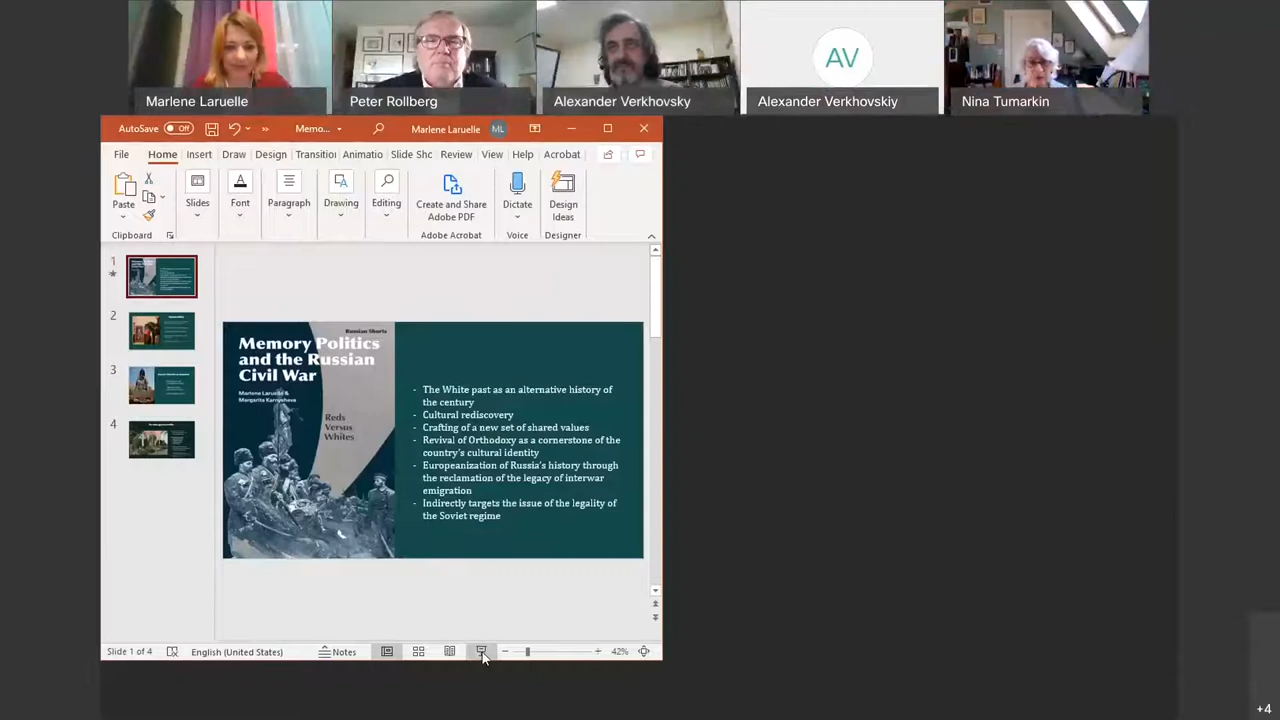 AV
Marlene Laruelle
Peter Rollberg
Alexander Verkhovsky
Alexander Verkhovskiy
Nina Tumarkin
AutoSave Off
Memo...
Marlene Laruelle ML
File Home Insert Draw Design Transitio Animatio Slide Sho Review View Help Acrobat
Paste Slides Font Paragraph Drawing Editing Create and Share Adobe PDF Dictate Design Ideas
Clipboard Adobe Acrobat Voice Designer
1
2
3
4
Russian Shorts
Memory Politics
and the Russian
Civil War
Marlene Laruelle &
Margarita Karnysheva
Reds
Versus
Whites
- The White past as an alternative history of
the century
- Cultural rediscovery
- Crafting of a new set of shared values
- Revival of Orthodoxy as a cornerstone of the
country's cultural identity
- Europeanization of Russia's history through
the reclamation of the legacy of interwar
emigration
- Indirectly targets the issue of the legality of
the Soviet regime
Slide 1 of 4 English (United States) Notes 42%
+4